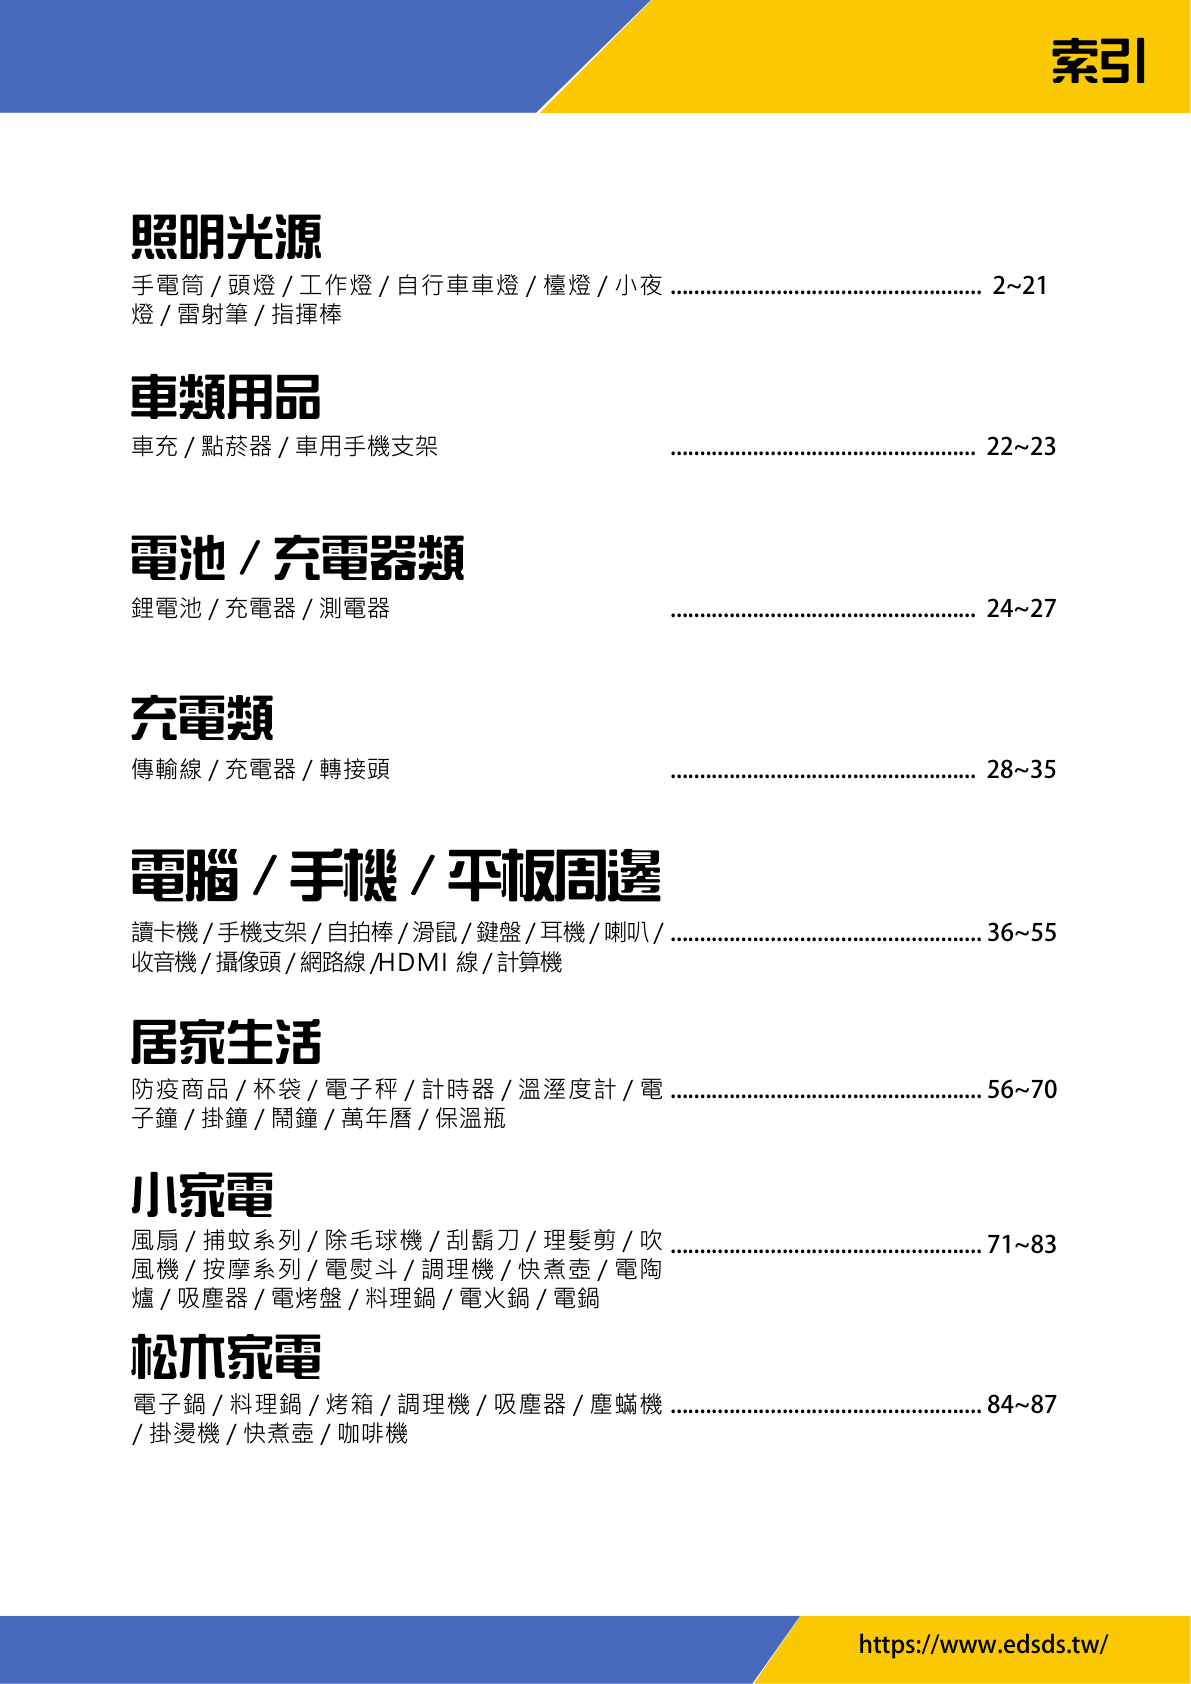 索引
照明光源
手電筒 / 頭燈 / 工作燈 / 自行車車燈 / 檯燈 / 小夜 ..................................................... 2~21
燈 / 雷射筆 / 指揮棒
車類用品
車充 / 點菸器 / 車用手機支架 .................................................... 22~23
電池 / 充電器類
鋰電池 / 充電器 / 測電器 .................................................... 24~27
充電類
傳輸線 / 充電器 / 轉接頭 .................................................... 28~35
電腦 / 手機 / 平板周邊
讀卡機 / 手機支架 / 自拍棒 / 滑鼠 / 鍵盤 / 耳機 / 喇叭 / ..................................................... 36~55
收音機 / 攝像頭 / 網路線 /HDMI 線 / 計算機
居家生活
防疫商品 / 杯袋 / 電子秤 / 計時器 / 溫溼度計 / 電 ..................................................... 56~70
子鐘 / 掛鐘 / 鬧鐘 / 萬年曆 / 保溫瓶
小家電
風扇 / 捕蚊系列 / 除毛球機 / 刮鬍刀 / 理髮剪 / 吹 ..................................................... 71~83
風機 / 按摩系列 / 電熨斗 / 調理機 / 快煮壺 / 電陶
爐 / 吸塵器 / 電烤盤 / 料理鍋 / 電火鍋 / 電鍋
松木家電
電子鍋 / 料理鍋 / 烤箱 / 調理機 / 吸塵器 / 塵蟎機 ..................................................... 84~87
/ 掛燙機 / 快煮壺 / 咖啡機
https://www.edsds.tw/